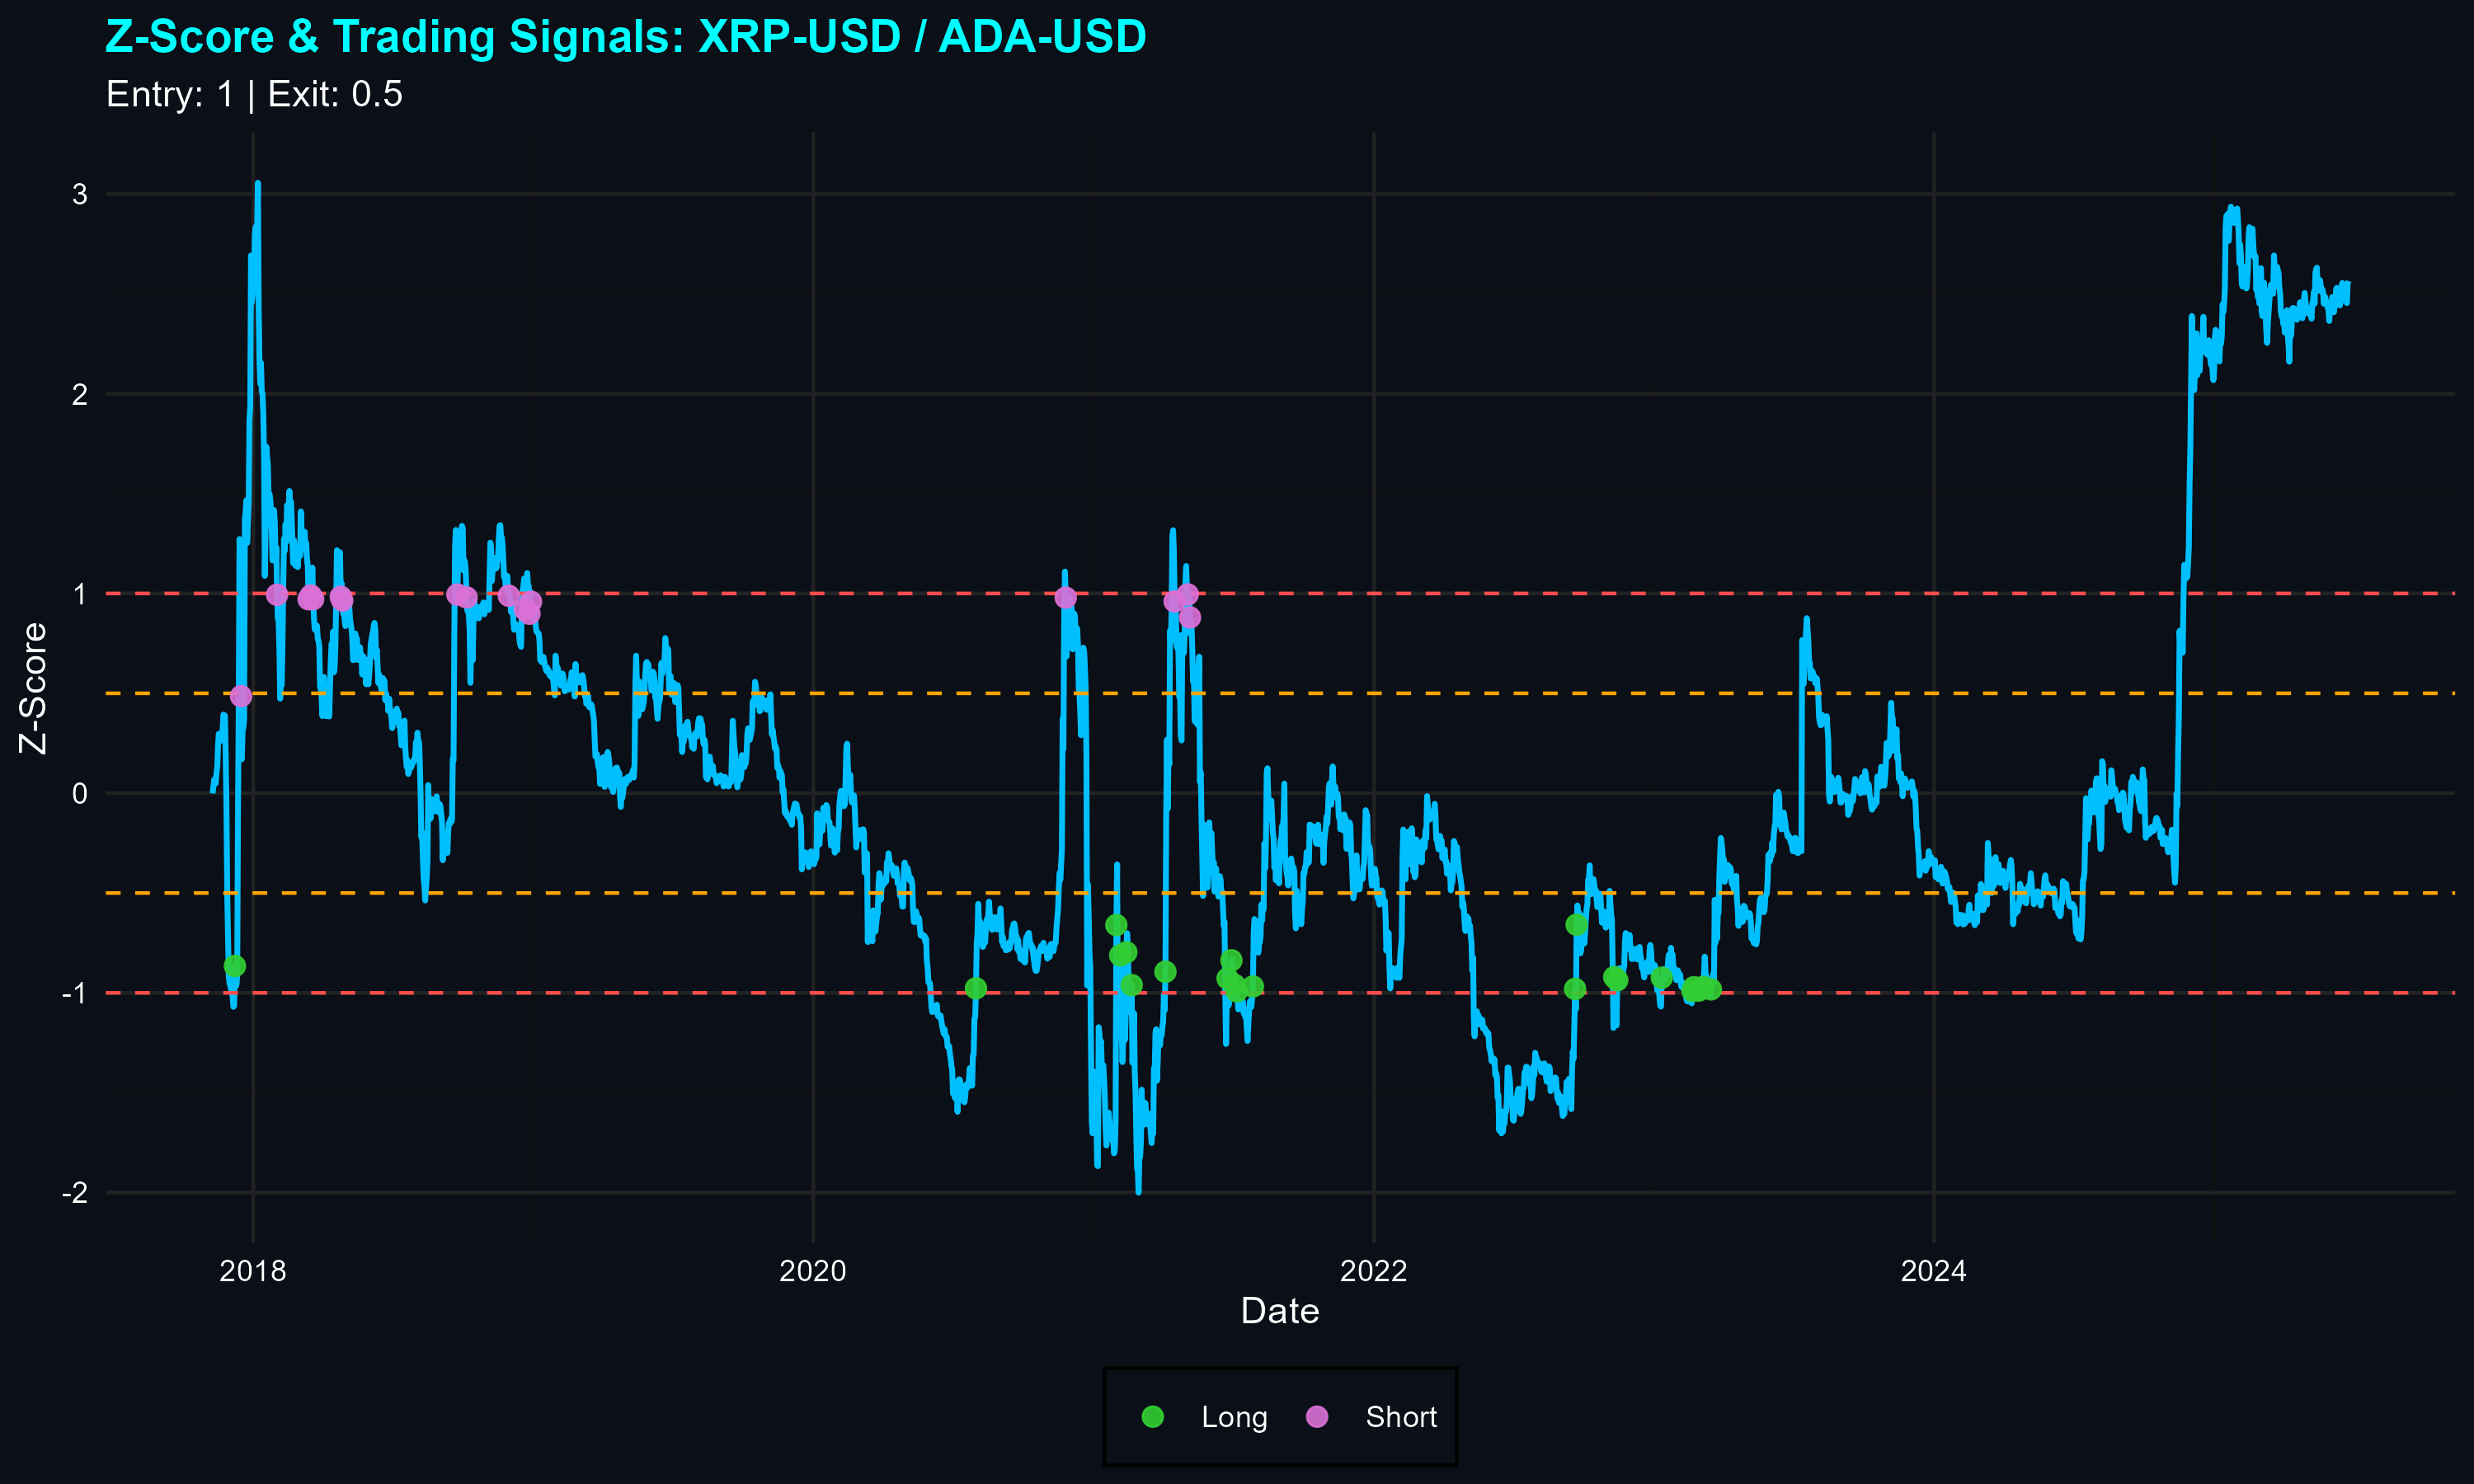 Z-Score & Trading Signals: XRP-USD / ADA-USD
Entry: 1 | Exit: 0.5
Z-Score
3
2
1
0
-1
-2
2018 2020 2022 2024
Date
Long Short